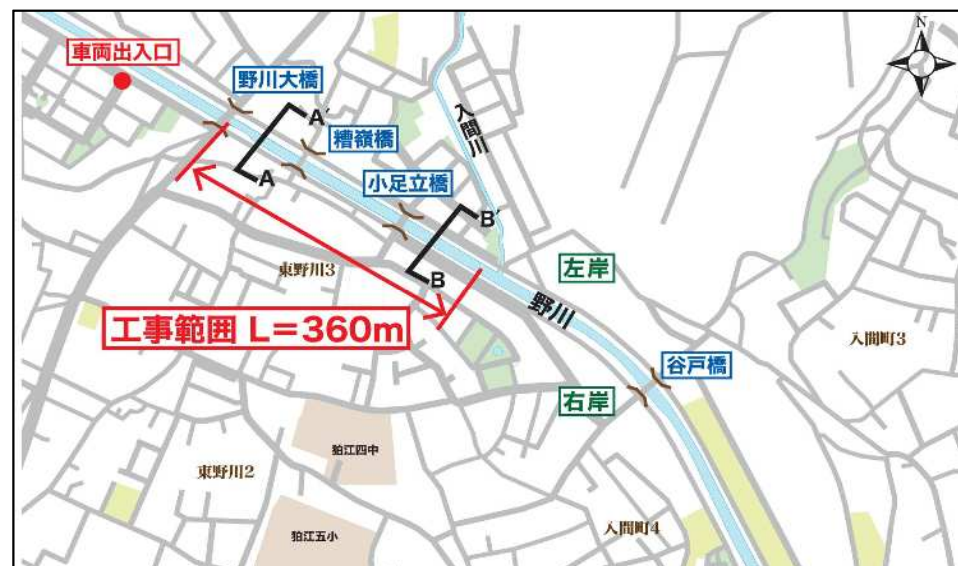 車両出入口
N
野川大橋
A′
入間川
糟嶺橋
小足立橋
A
B′
東野川3
B
左岸
野川
工事範囲 L＝360m
入間町3
谷戸橋
右岸
狛江四中
東野川2
入間町4
狛江五小